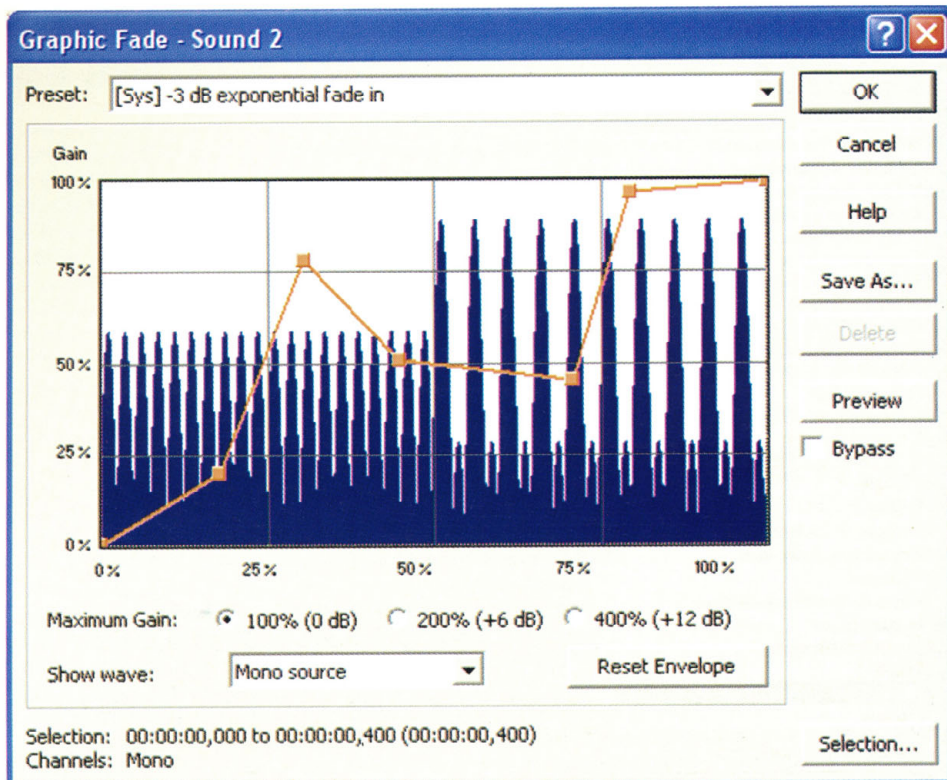 Graphic Fade - Sound 2
Preset: [Sys] -3 dB exponential fade in
OK
Cancel
Help
Save As...
Delete
Preview
Bypass
Gain
100 %
75 %
50 %
25 %
0 %
0 % 25 % 50 % 75 % 100 %
Maximum Gain: 100% (0 dB) 200% (+6 dB) 400% (+12 dB)
Show wave: Mono source Reset Envelope
Selection: 00:00:00,000 to 00:00:00,400 (00:00:00,400)
Channels: Mono
Selection...